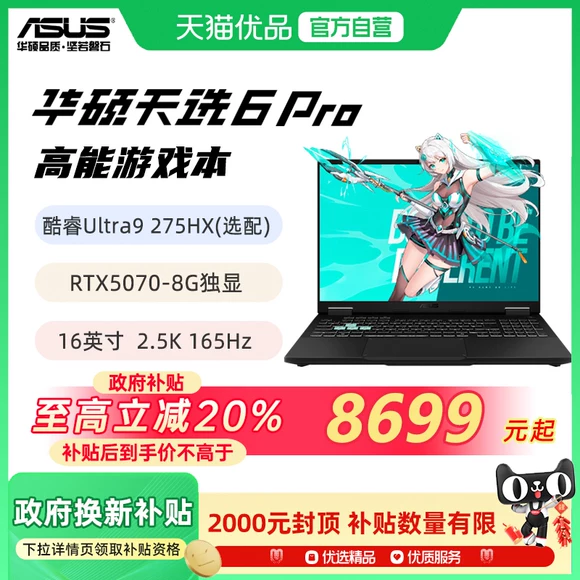 ASUS
华硕品质·坚若磐石
天猫优品 官方自营
华硕天选6 Pro
高能游戏本
酷睿Ultra9 275HX(选配)
RTX5070-8G独显
16英寸 2.5K 165Hz
政府补贴
至高立减20%
补贴后到手价不高于
8699元起
政府换新补贴
下拉详情页领取补贴资格
2000元封顶 补贴数量有限
优选精品 优质服务